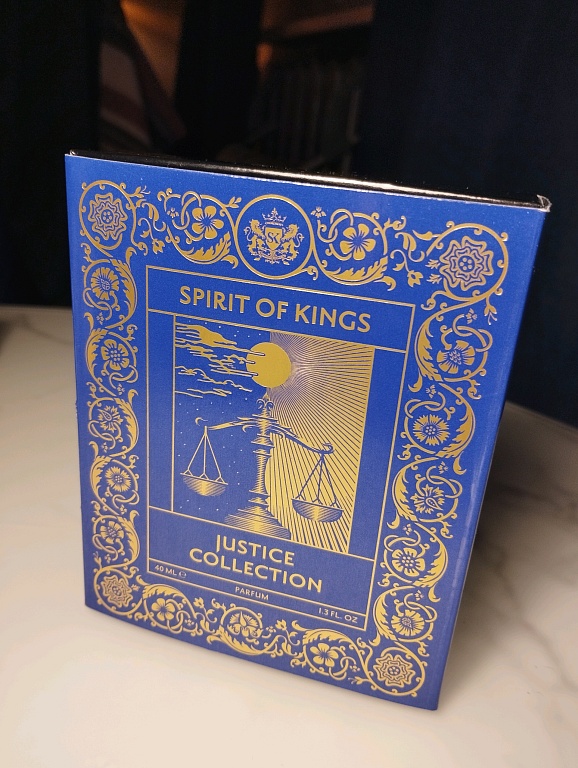 SPIRIT OF KINGS
JUSTICE
COLLECTION
40 ML ℮
PARFUM
1.3 FL. OZ